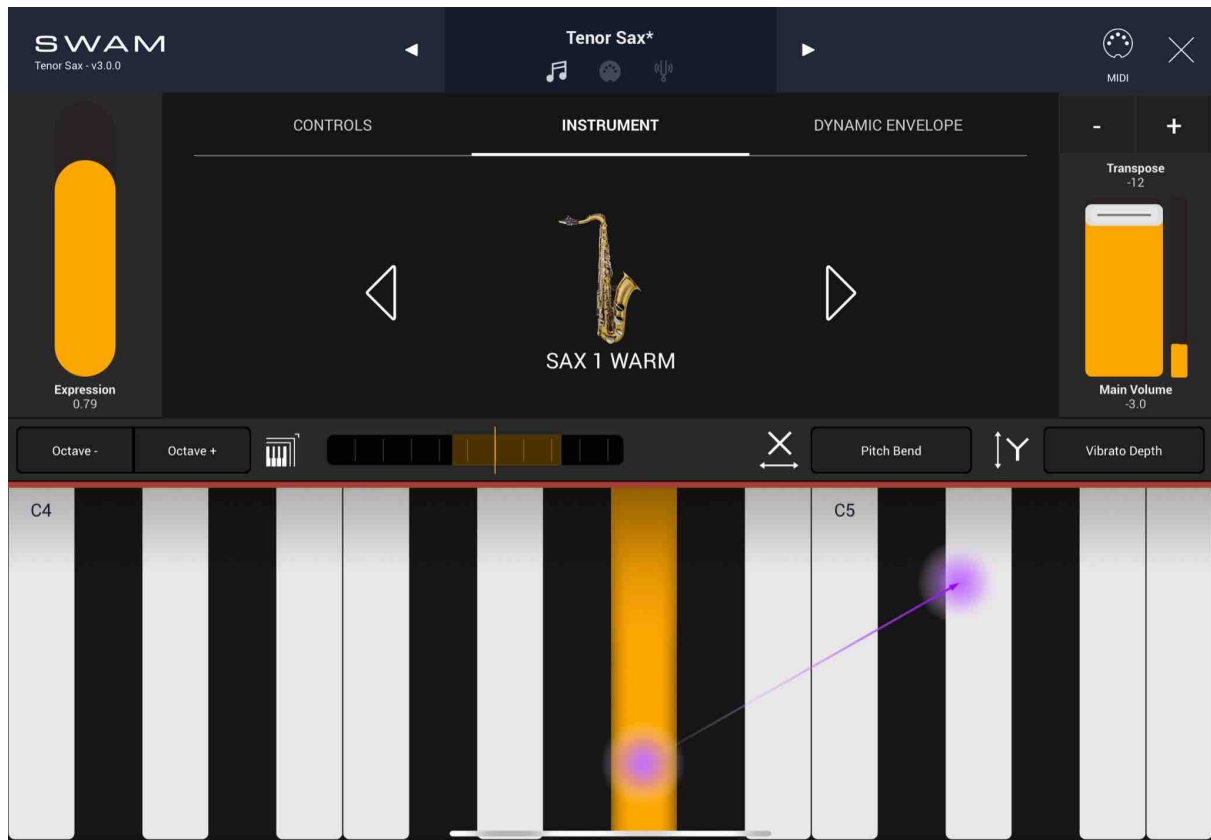 SWAM
Tenor Sax - v3.0.0
Tenor Sax*
MIDI
CONTROLS
INSTRUMENT
DYNAMIC ENVELOPE
- +
Transpose
-12
SAX 1 WARM
Expression
0.79
Main Volume
-3.0
Octave -
Octave +
X
Pitch Bend
Y
Vibrato Depth
C4
C5